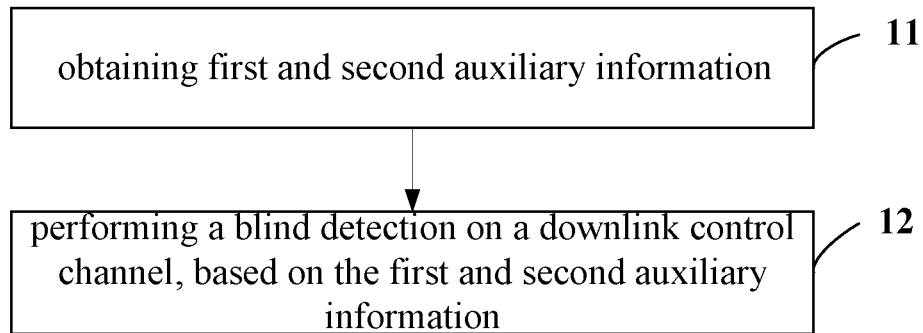 11
obtaining first and second auxiliary information
12
performing a blind detection on a downlink control
channel, based on the first and second auxiliary
information